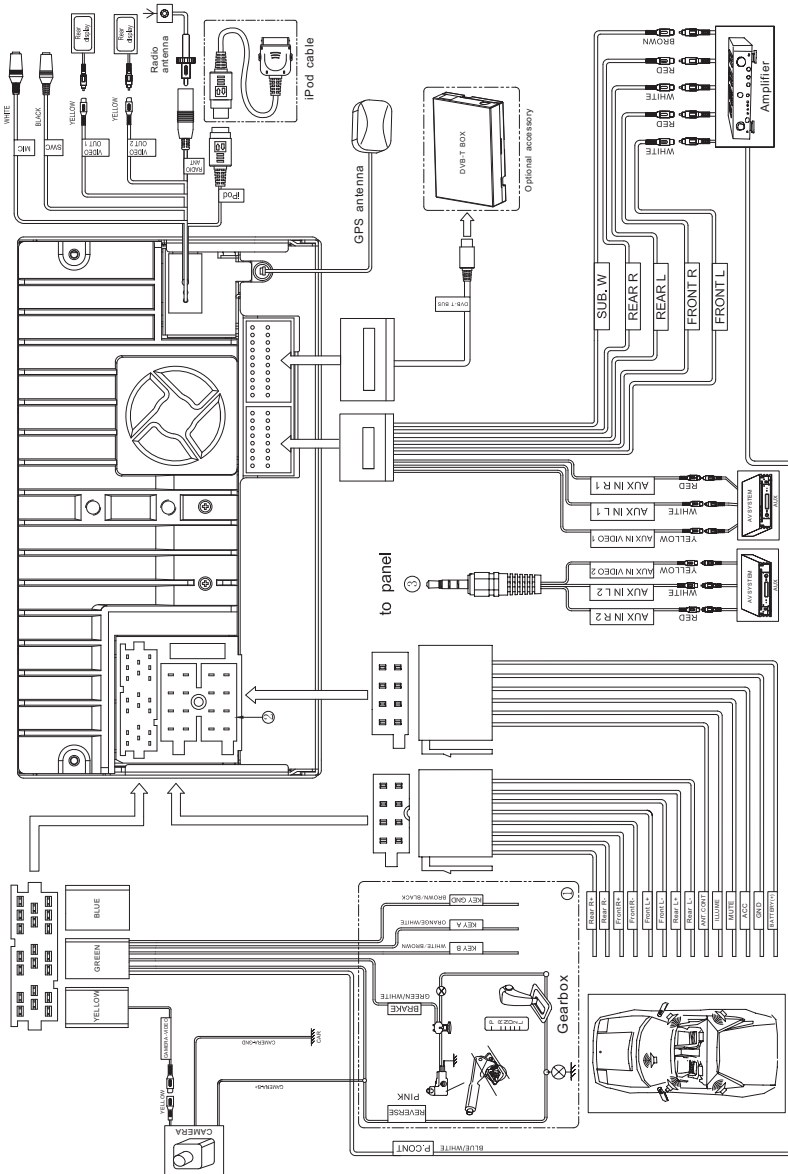 WHITE
BLACK
YELLOW
YELLOW
MIC
SWC
VIDEO
OUT 1
VIDEO
OUT 2
RADIO
ANT
iPod
Rear
display
Rear
display
Radio
antenna
iPod cable
GPS antenna
DVB-T BUS
DVB-T BOX
Optional accessory
BROWN
RED
WHITE
RED
WHITE
Amplifier
SUB. W
REAR R
REAR L
FRONT R
FRONT L
AUX IN R 1
RED
AUX IN L 1
WHITE
AUX IN VIDEO 1
YELLOW
AV SYSTEM
AUX
to panel
③
AUX IN VIDEO 2
YELLOW
AUX IN L 2
WHITE
AUX IN R 2
RED
AV SYSTEM
AUX
②
BLUE
GREEN
YELLOW
CAMERA-VIDEO
YELLOW
CAMERA
CAMERA-GND
CAR
P.CONT
BLUE/WHITE
KEY GND
BROWN/BLACK
KEY A
ORANGE/WHITE
KEY B
WHITE/BROWN
BRAKE
GREEN/WHITE
REVERSE
PINK
Gearbox
①
Rear R+
Rear R-
Front R+
Front R-
Front L+
Front L-
Rear L+
Rear L-
ANT.CONT
ILLUME
MUTE
ACC
GND
BATTERY(+)